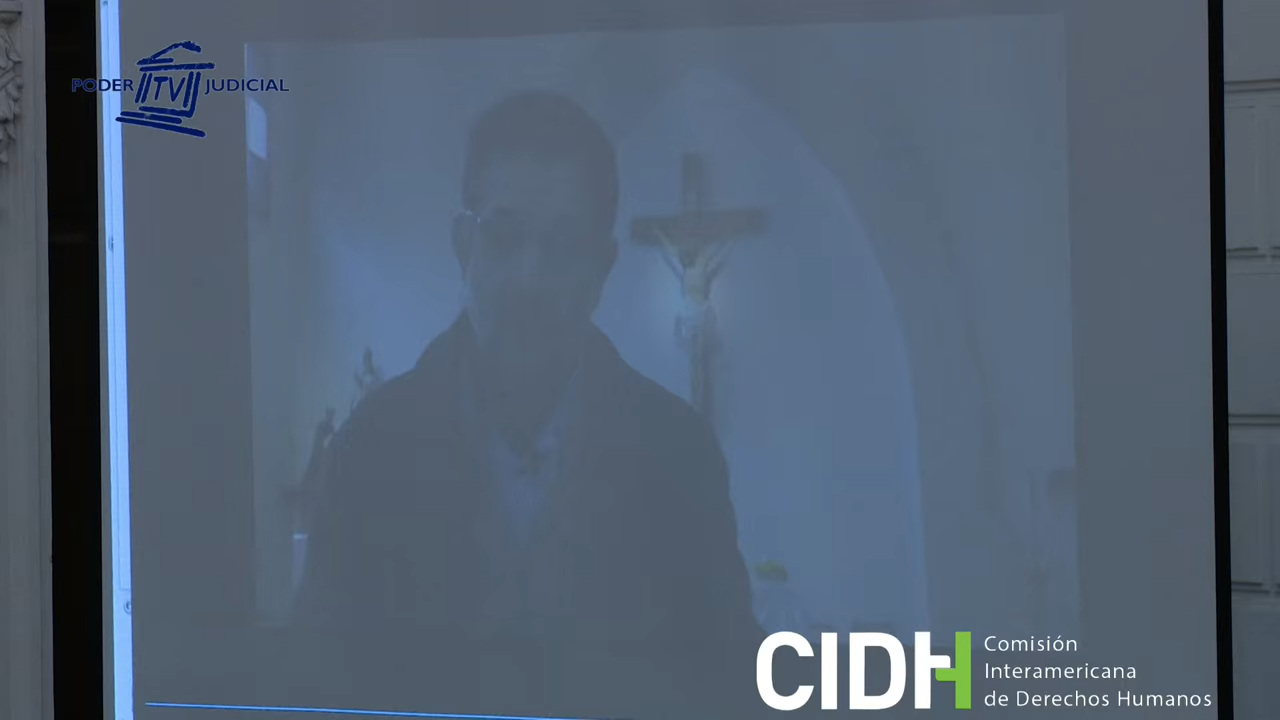 PODER TV JUDICIAL
CIDH
Comisión
Interamericana
de Derechos Humanos